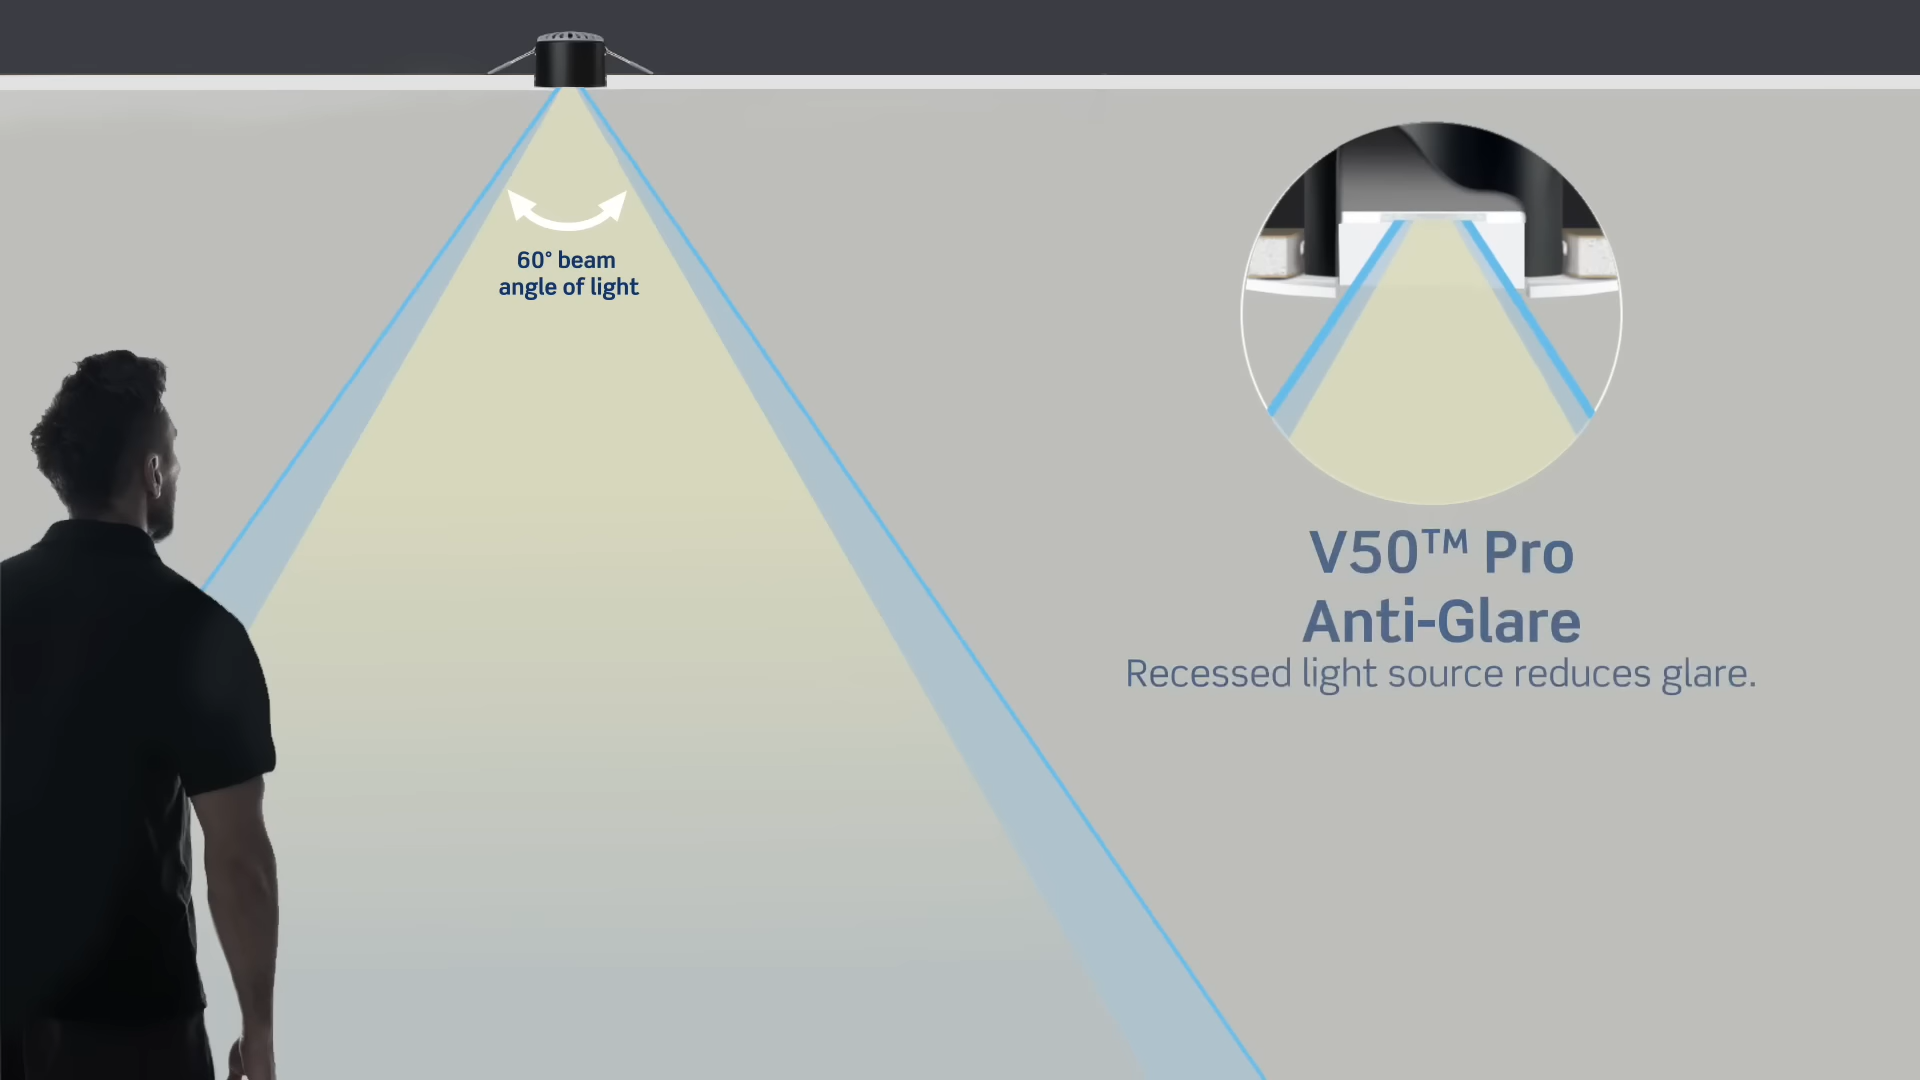 60° beam
angle of light
V50™ Pro
Anti-Glare
Recessed light source reduces glare.